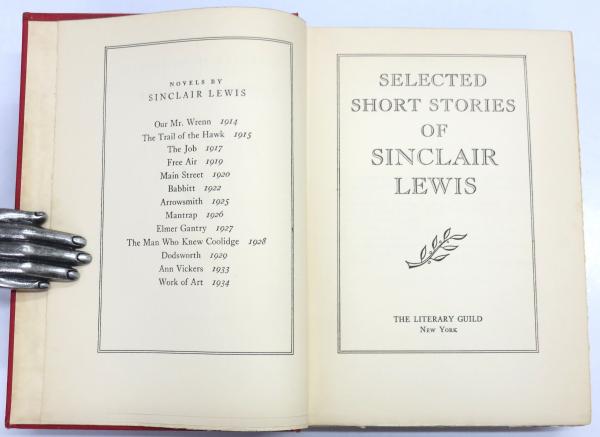 NOVELS BY
SINCLAIR LEWIS
Our Mr. Wrenn 1914
The Trail of the Hawk 1915
The Job 1917
Free Air 1919
Main Street 1920
Babbitt 1922
Arrowsmith 1925
Mantrap 1926
Elmer Gantry 1927
The Man Who Knew Coolidge 1928
Dodsworth 1929
Ann Vickers 1933
Work of Art 1934
SELECTED
SHORT STORIES
OF
SINCLAIR
LEWIS
THE LITERARY GUILD
New York